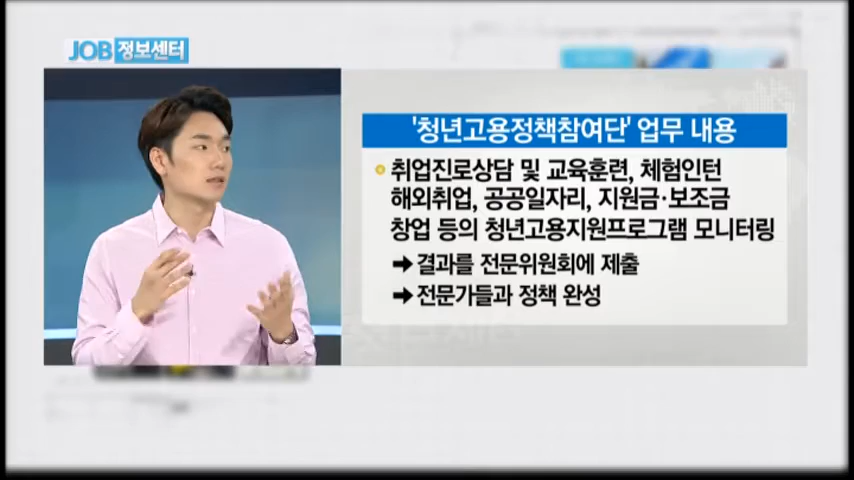 JOB 정보센터
'청년고용정책참여단' 업무 내용
취업진로상담 및 교육훈련, 체험인턴
해외취업, 공공일자리, 지원금·보조금
창업 등의 청년고용지원프로그램 모니터링
➡ 결과를 전문위원회에 제출
➡ 전문가들과 정책 완성